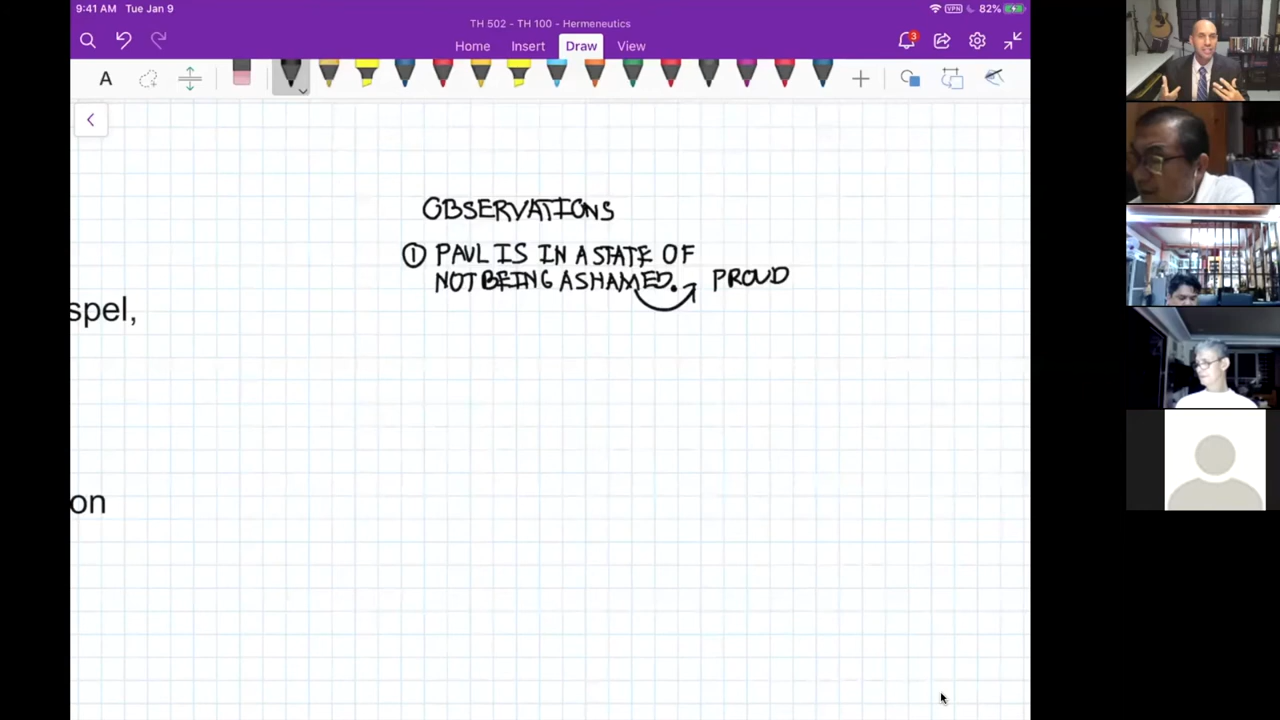 9:41 AM Tue Jan 9
VPN 82%
TH 502 - TH 100 - Hermeneutics
3
Home Insert Draw View
A
OBSERVATIONS
① PAUL IS IN A STATE OF
NOT BEING ASHAMED. PROUD
spel,
on